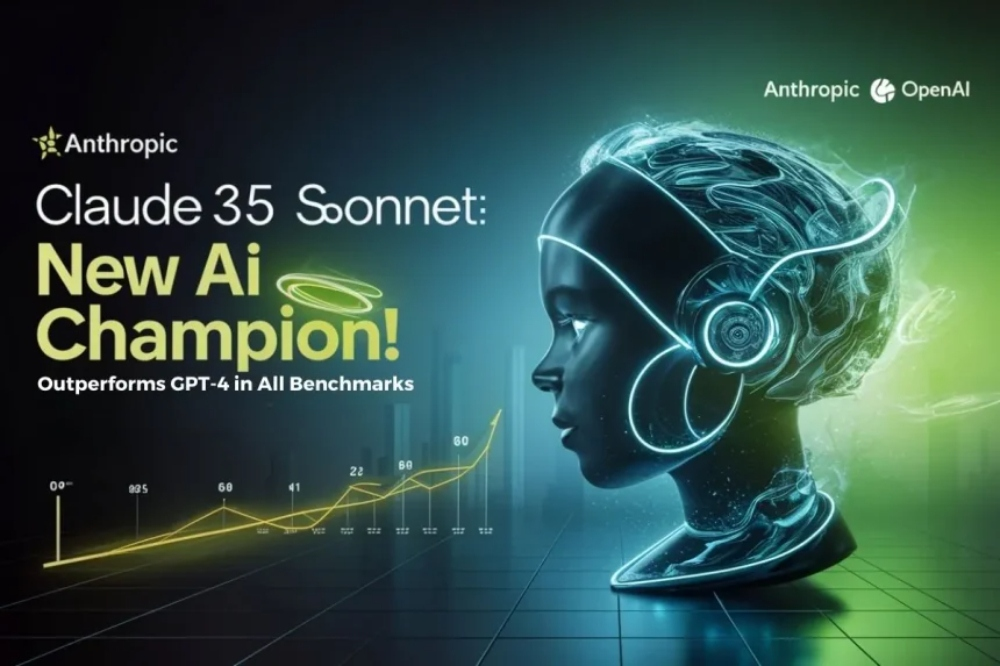 Anthropic OpenAI
Anthropic
Claude 35 Soonnet:
New Ai
Champion!
Outperforms GPT-4 in All Benchmarks
60
22
60
60
41